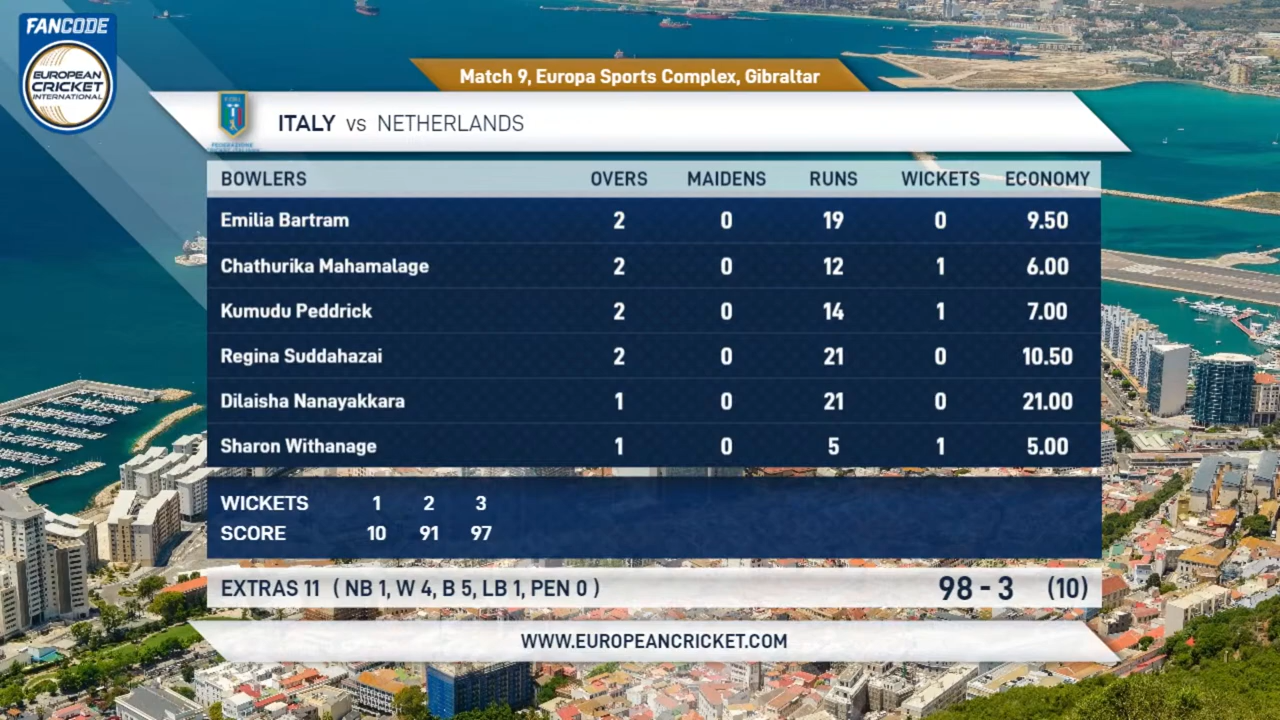 FANCODE
EUROPEAN
CRICKET
INTERNATIONAL
Match 9, Europa Sports Complex, Gibraltar
ITALY vs NETHERLANDS
BOWLERS OVERS MAIDENS RUNS WICKETS ECONOMY
Emilia Bartram 2 0 19 0 9.50
Chathurika Mahamalage 2 0 12 1 6.00
Kumudu Peddrick 2 0 14 1 7.00
Regina Suddahazai 2 0 21 0 10.50
Dilaisha Nanayakkara 1 0 21 0 21.00
Sharon Withanage 1 0 5 1 5.00
WICKETS 1 2 3
SCORE 10 91 97
EXTRAS 11 ( NB 1, W 4, B 5, LB 1, PEN 0 ) 98 - 3 (10)
WWW.EUROPEANCRICKET.COM